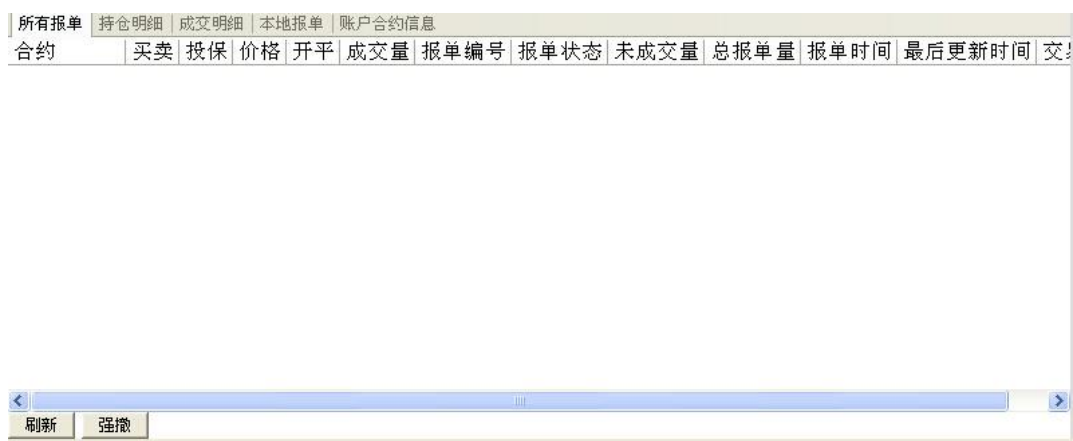 所有报单 持仓明细 成交明细 本地报单 账户合约信息
合约 买卖 投保 价格 开平 成交量 报单编号 报单状态 未成交量 总报单量 报单时间 最后更新时间 交
刷新 强撤